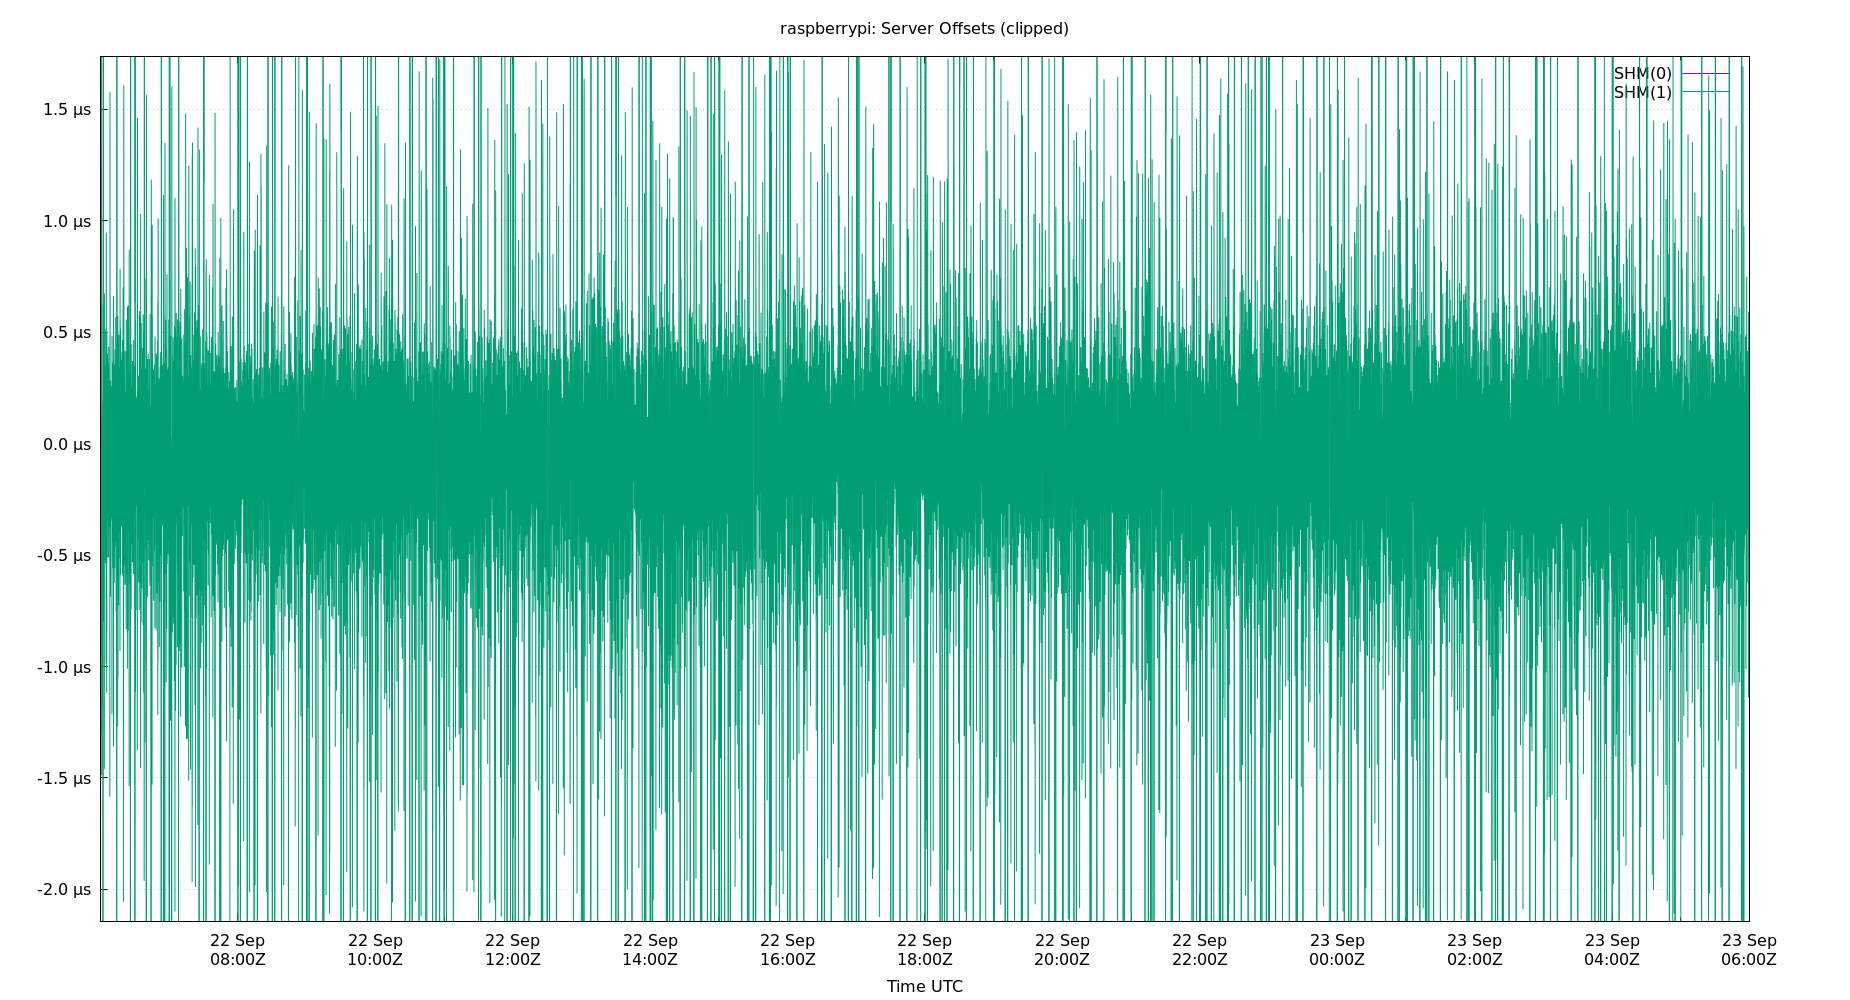 raspberrypi: Server Offsets (clipped)
SHM(0)
SHM(1)
1.5 µs
1.0 µs
0.5 µs
0.0 µs
-0.5 µs
-1.0 µs
-1.5 µs
-2.0 µs
22 Sep 22 Sep 22 Sep 22 Sep 22 Sep 22 Sep 22 Sep 22 Sep 23 Sep 23 Sep 23 Sep 23 Sep
08:00Z 10:00Z 12:00Z 14:00Z 16:00Z 18:00Z 20:00Z 22:00Z 00:00Z 02:00Z 04:00Z 06:00Z
Time UTC